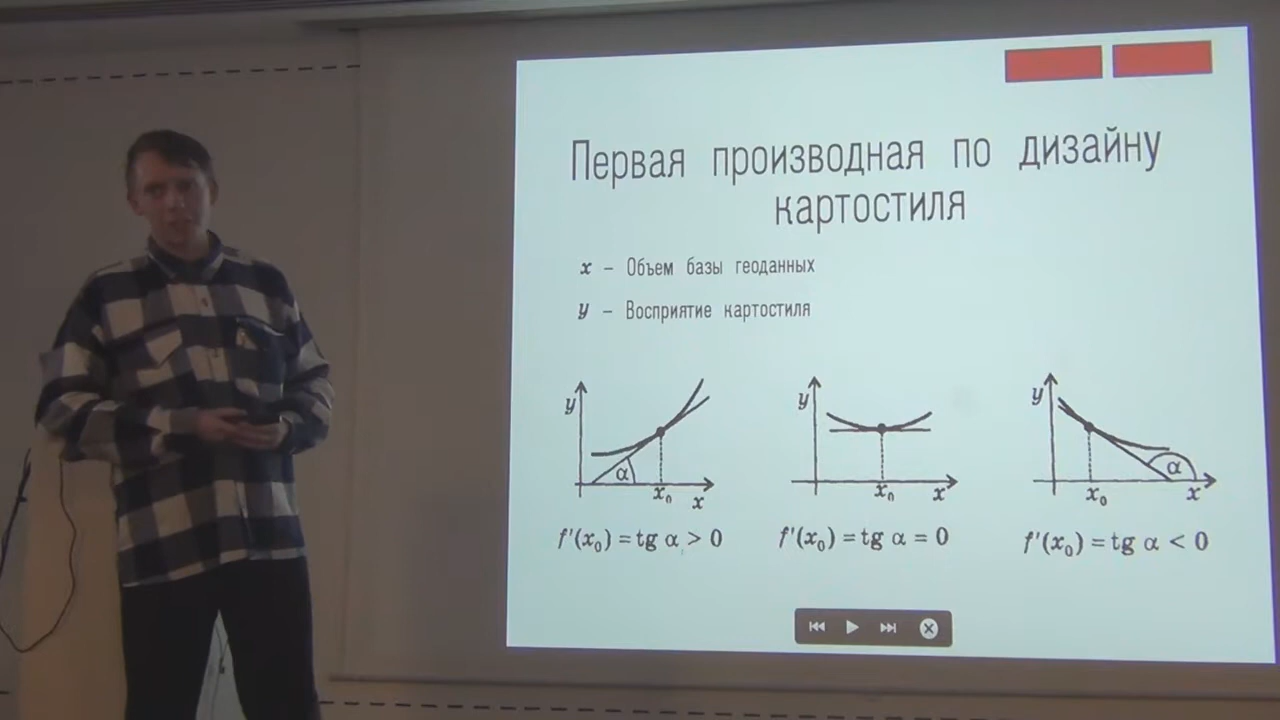 Первая производная по дизайну
картостиля
x – Объем базы геоданных
y – Восприятие картостиля
y α x₀ x
y x₀ x
y x₀ α x
f'(x₀) = tg α > 0
f'(x₀) = tg α = 0
f'(x₀) = tg α < 0